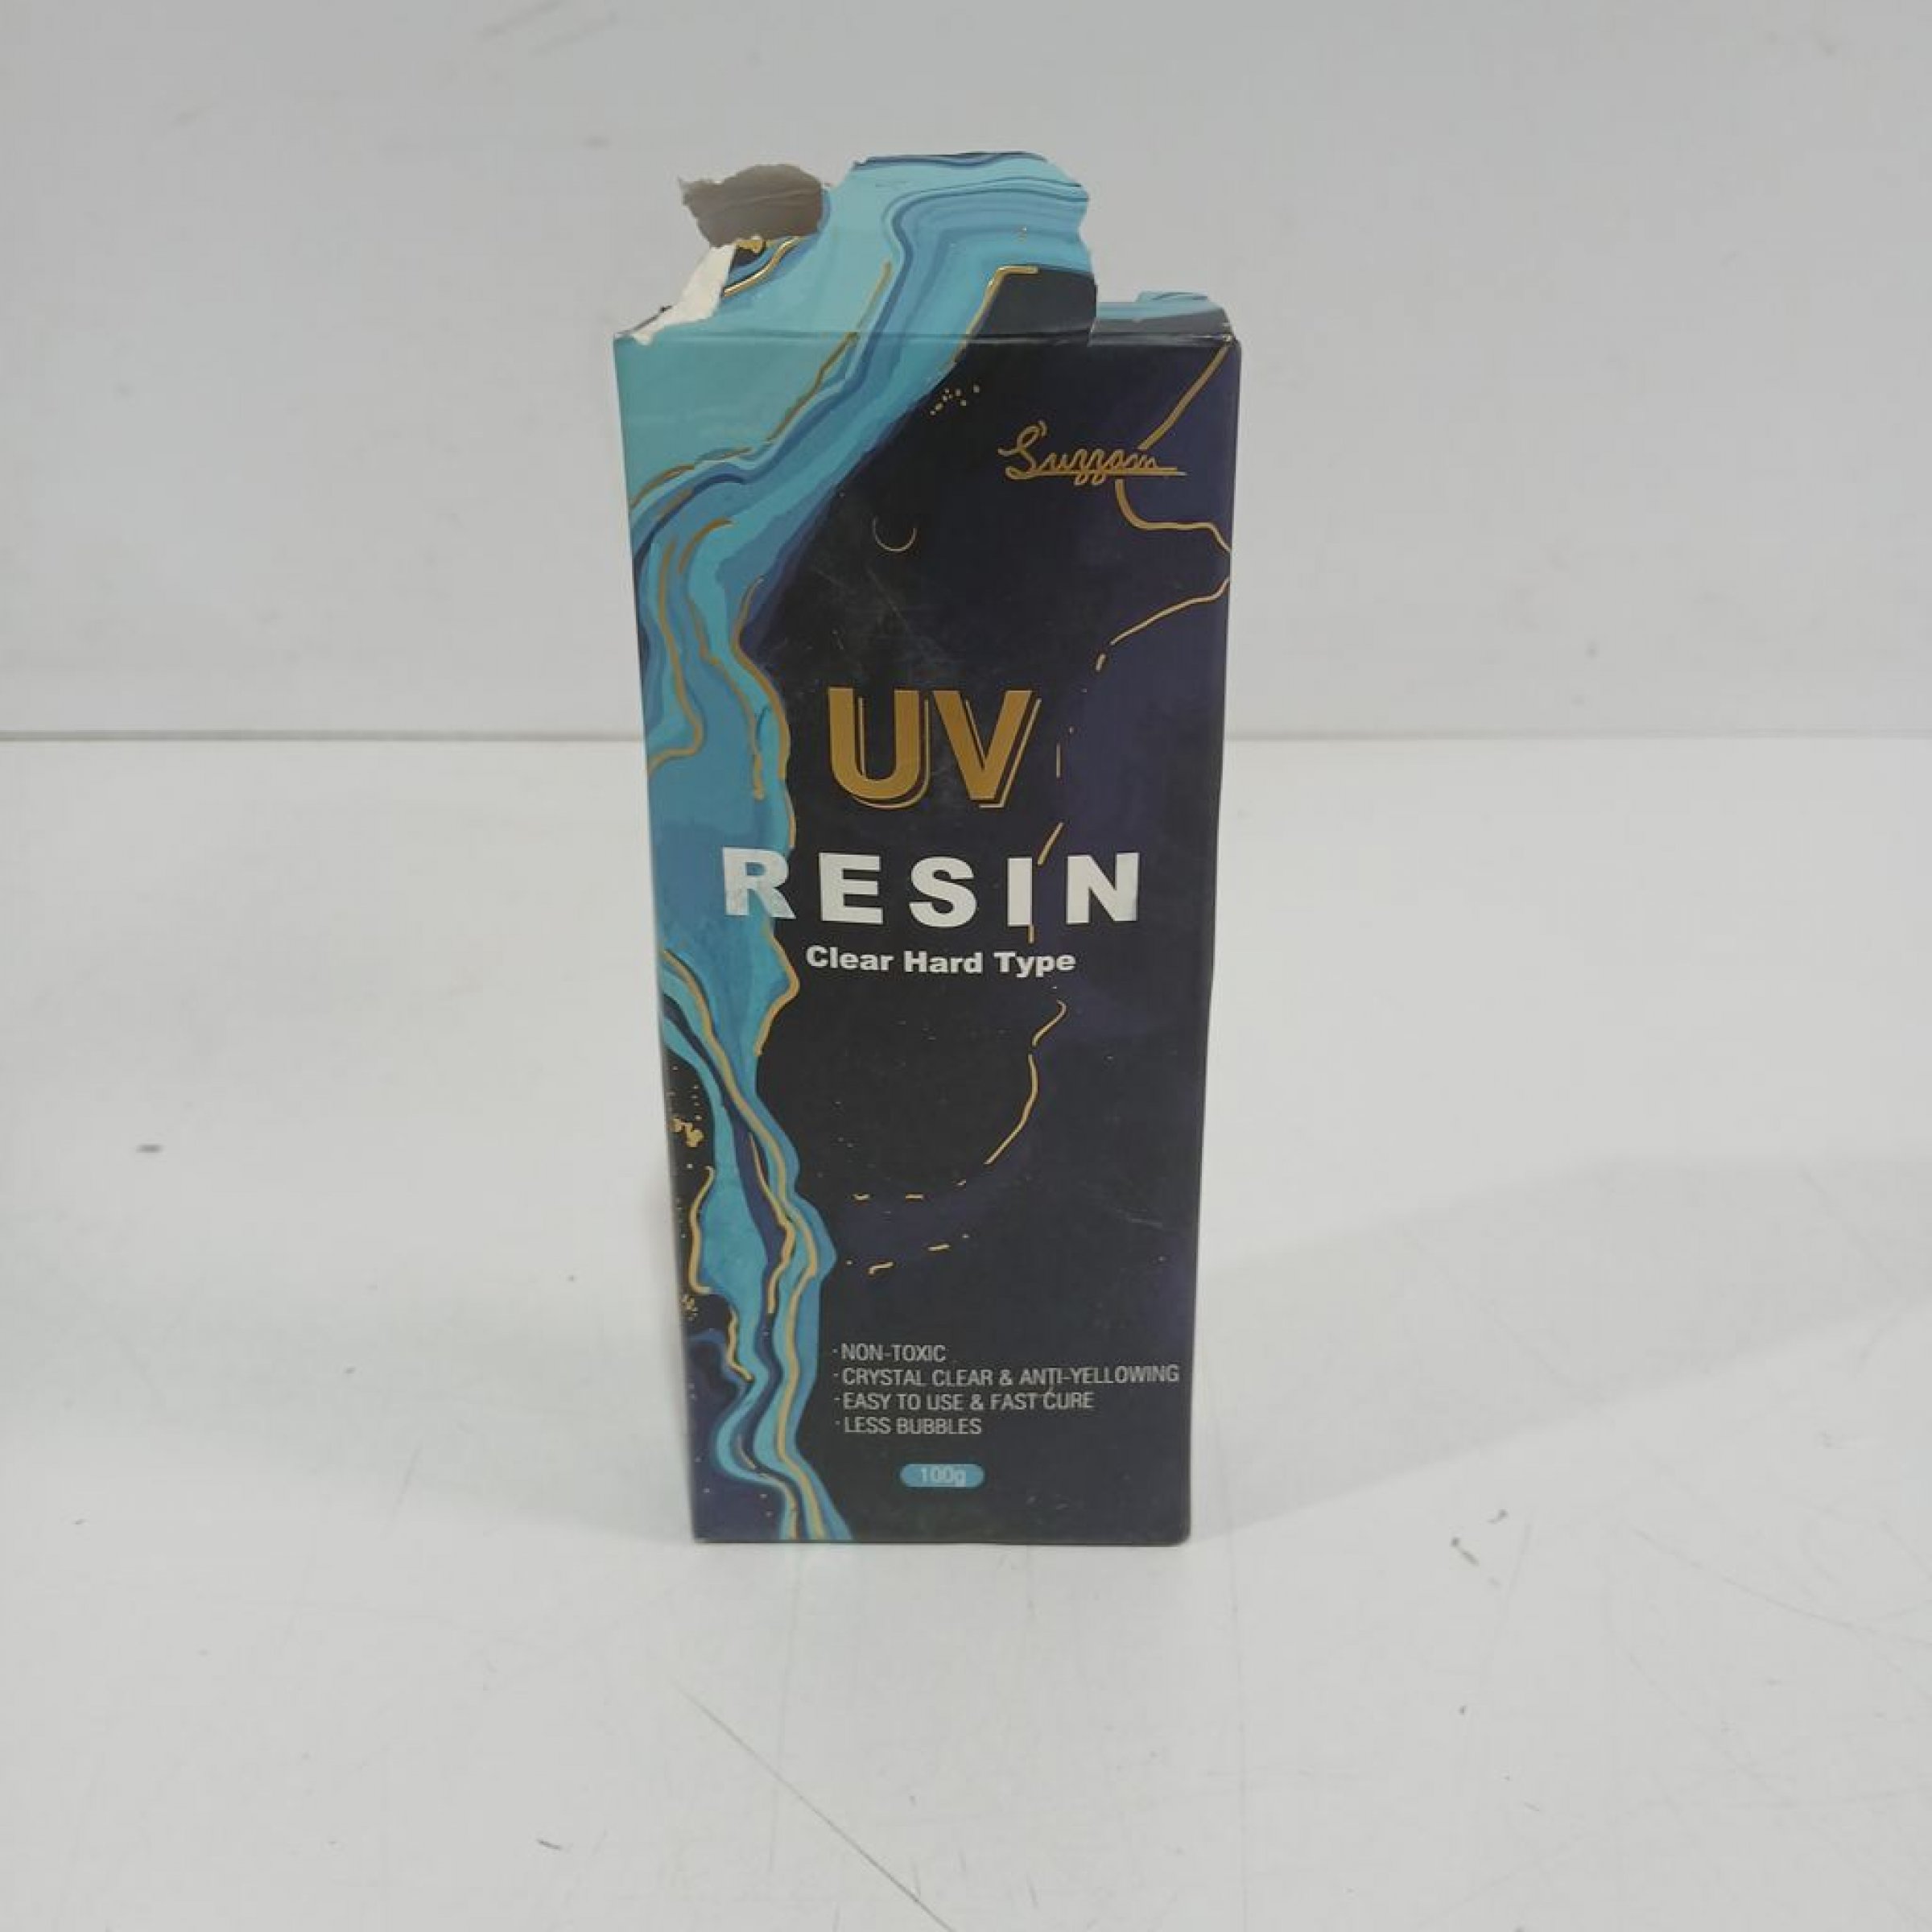 Suzzam
UV
RESIN
Clear Hard Type
·NON-TOXIC
·CRYSTAL CLEAR & ANTI-YELLOWING
·EASY TO USE & FAST CURE
·LESS BUBBLES
100g